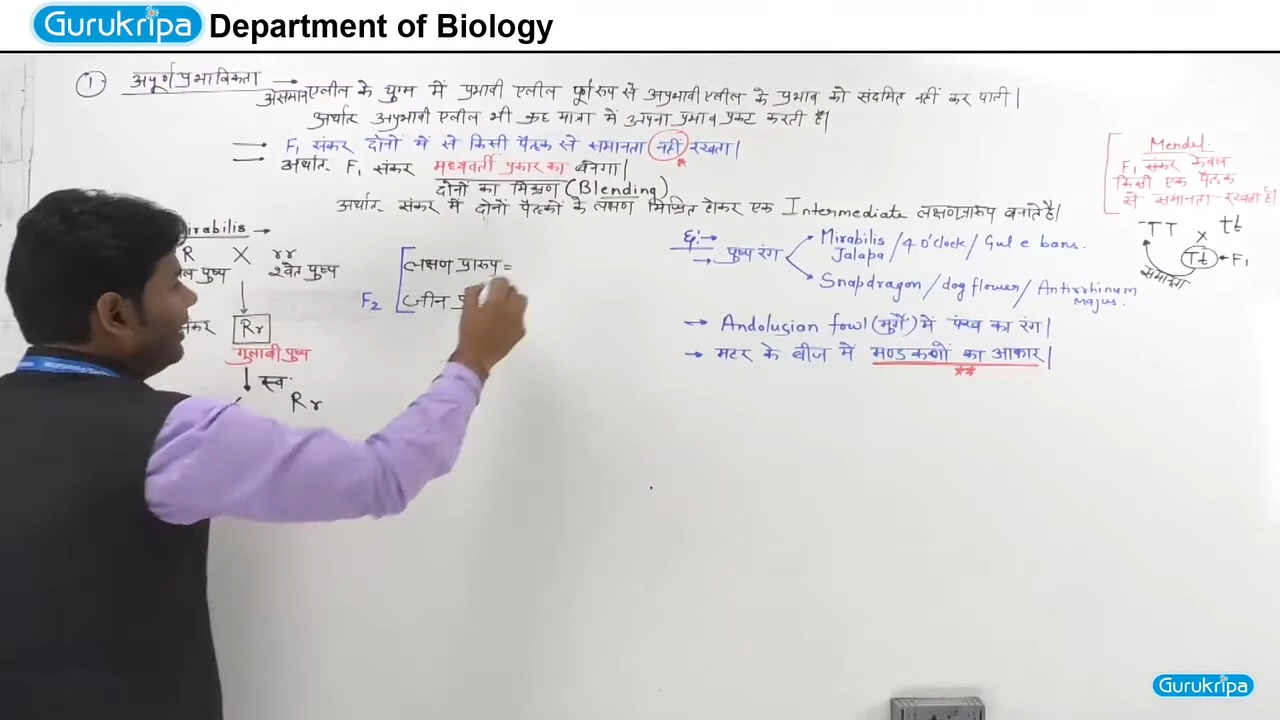 Gurukripa Department of Biology
① अपूर्ण प्रभाविकता →
असमान एलील के युग्म में प्रभावी एलील पूर्ण रुप से अप्रभावी एलील के प्रभाव को संदमित नहीं कर पाती|
अर्थात् अप्रभावी एलील भी कुछ मात्रा में अपना प्रभाव प्रकट करती है|
→ F₁ संकर दोनों में से किसी पैतृक से समानता नहीं रखता|
→ अर्थात् F₁ संकर मध्यवर्ती प्रकार का बनेगा|
दोनों का मिश्रण (Blending)
अर्थात् संकर में दोनों पैतृकों के लक्षण मिश्रित होकर एक Intermediate लक्षणप्रारूप बनाते है|
Mendel
F₁ संकर केवल
किसी एक पैतृक
से समानता रखता है|
TT X tt
Tt ← F₁
समानता
irabilis →
R X rr
ल पुष्प श्वेत पुष्प
संकर Rr
गुलाबी पुष्प
↓ स्व.
Rr
F₂
लक्षण प्रारुप =
जीन प्र
Eg:→
→ पुष्प रंग
Mirabilis / 4 O'clock / Gul e bans.
Jalapa
Snapdragon / dog flower / Antirrhinum
majus.
→ Andolusian fowl (मुर्गे) में पंख का रंग|
→ मटर के बीज में मण्ड कणों का आकार|
Gurukripa